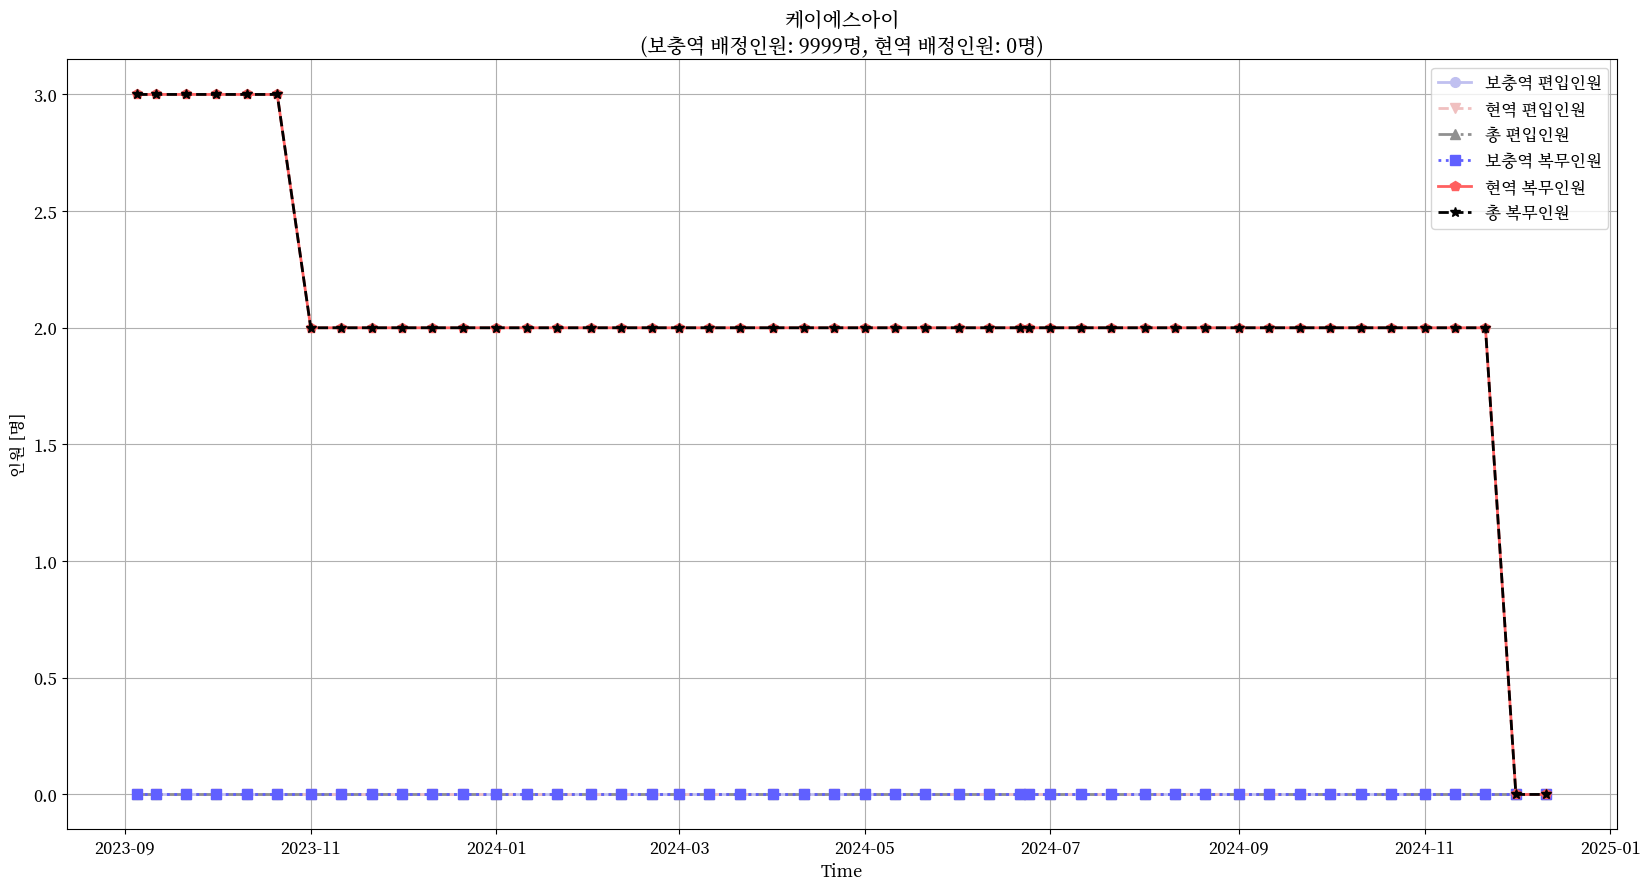 케이에스아이
(보충역 배정인원: 9999명, 현역 배정인원: 0명)
보충역 편입인원
현역 편입인원
총 편입인원
보충역 복무인원
현역 복무인원
총 복무인원
인원 [명]
3.0
2.5
2.0
1.5
1.0
0.5
0.0
2023-09
2023-11
2024-01
2024-03
2024-05
2024-07
2024-09
2024-11
2025-01
Time